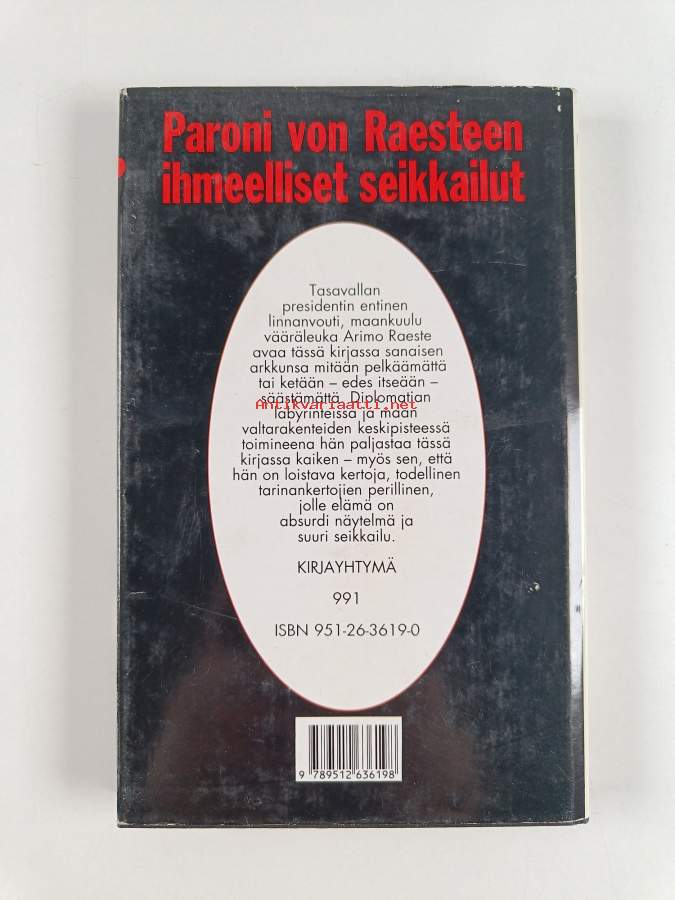 Paroni von Raesteen
ihmeelliset seikkailut
Tasavallan
presidentin entinen
linnanvouti, maankuulu
vääräleuka Arimo Raeste
avaa tässä kirjassa sanaisen
arkkunsa mitään pelkäämättä
tai ketään – edes itseään –
säästämättä. Diplomatian
Antikvariaatti.net
labyrinteissä ja maan
valtarakenteiden keskipisteessä
toimineena hän paljastaa tässä
kirjassa kaiken – myös sen, että
hän on loistava kertoja, todellinen
tarinankertojien perillinen,
jolle elämä on
absurdi näytelmä ja
suuri seikkailu.
KIRJAYHTYMÄ
991
ISBN 951-26-3619-0
9 789512 636198